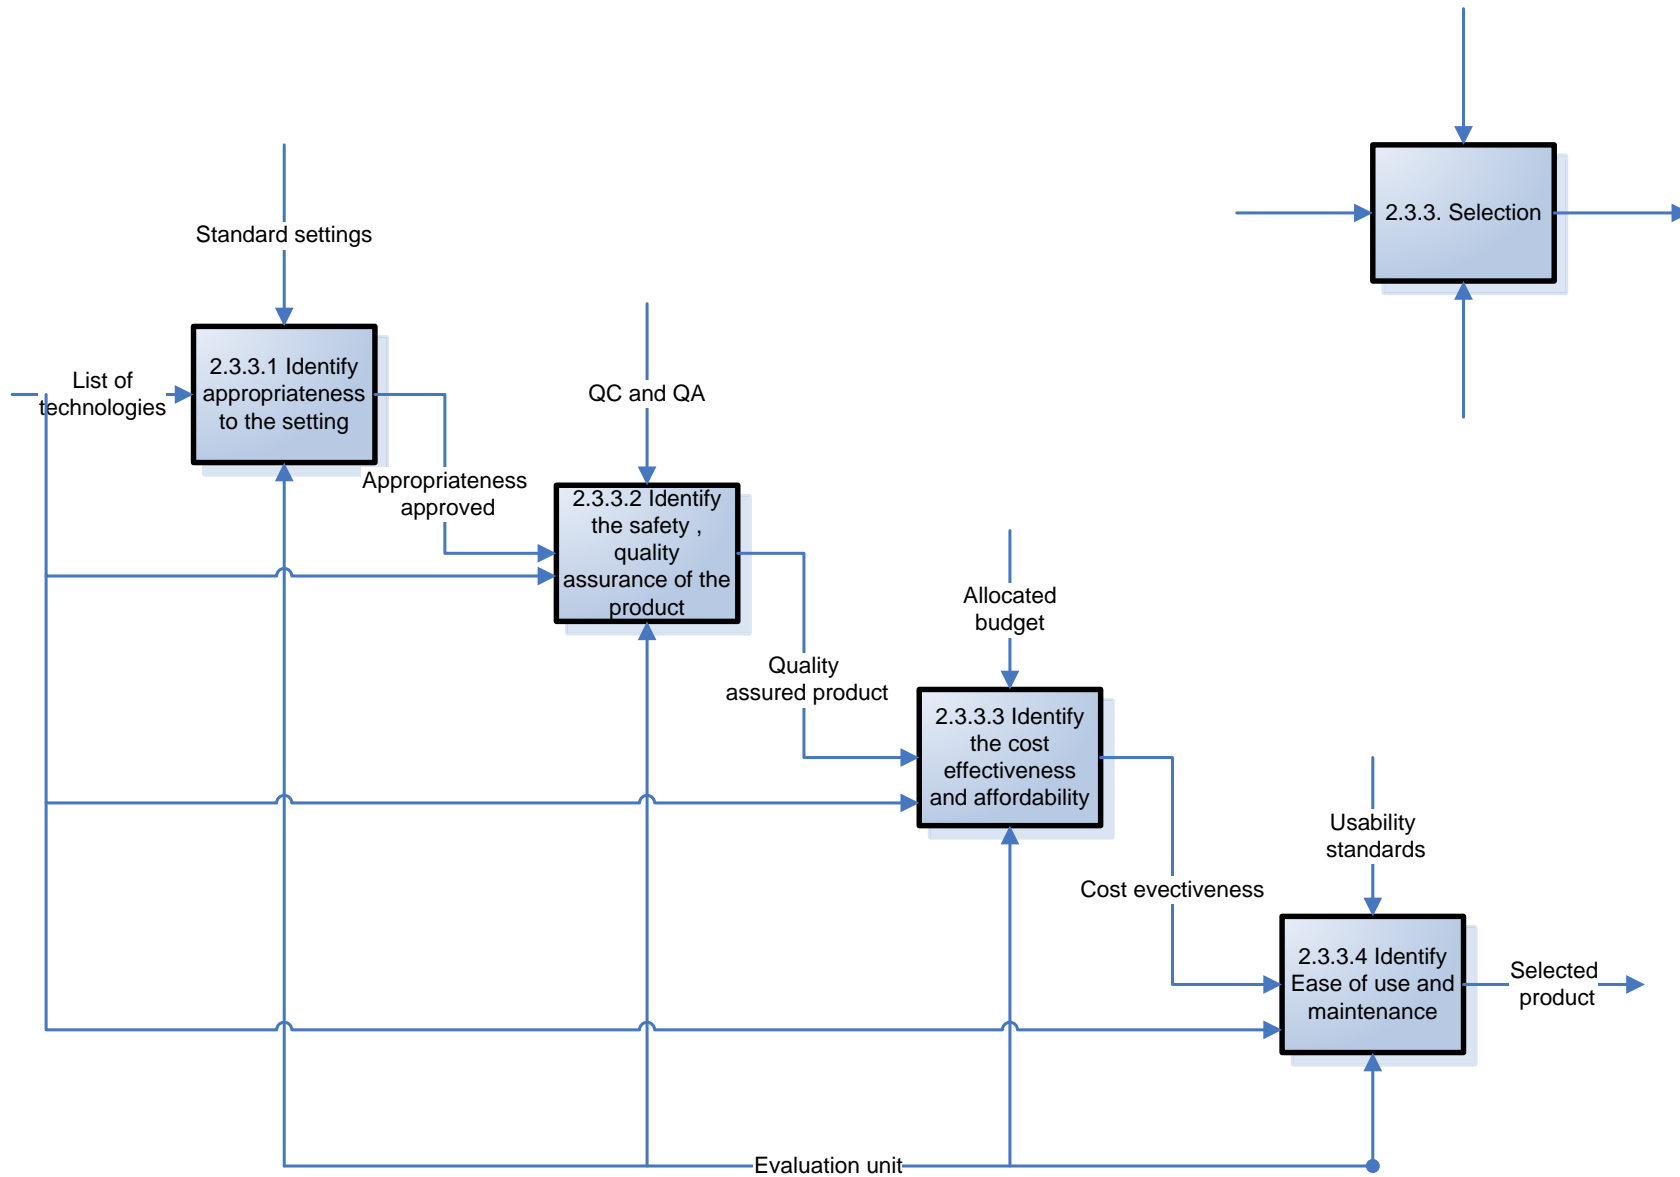 2.3.3. Selection
Standard settings
2.3.3.1 Identify
appropriateness
to the setting
List of
technologies
QC and QA
Appropriateness
approved
2.3.3.2 Identify
the safety ,
quality
assurance of the
product
Allocated
budget
Quality
assured product
2.3.3.3 Identify
the cost
effectiveness
and affordability
Usability
standards
Cost evectiveness
2.3.3.4 Identify
Ease of use and
maintenance
Selected
product
Evaluation unit